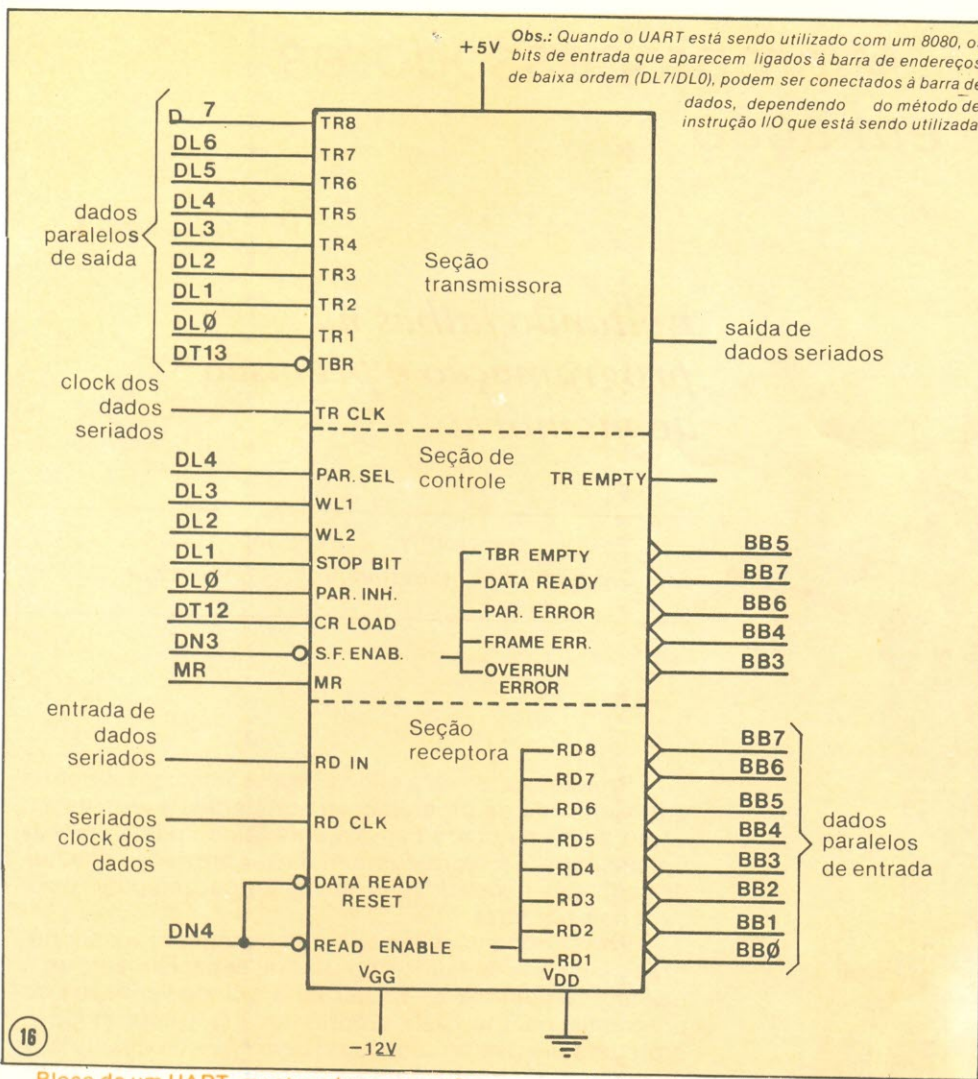 +5V
Obs.: Quando o UART está sendo utilizado com um 8080,
bits de entrada que aparecem ligados à barra de endereços
de baixa ordem (DL7/DL0), podem ser conectados à barra de
dados, dependendo do método de
instrução I/O que está sendo utilizada
dados
paralelos
de saída
D 7
DL6
DL5
DL4
DL3
DL2
DL1
DLØ
DT13
TR8
TR7
TR6
TR5
TR4
TR3
TR2
TR1
TBR
Seção
transmissora
saída de
dados seriados
clock dos
dados
seriados
TR CLK
DL4
DL3
DL2
DL1
DLØ
DT12
DN3
MR
PAR. SEL
WL1
WL2
STOP BIT
PAR. INH.
CR LOAD
S.F. ENAB.
MR
Seção de
controle
TR EMPTY
TBR EMPTY
DATA READY
PAR. ERROR
FRAME ERR.
OVERRUN
ERROR
BB5
BB7
BB6
BB4
BB3
entrada de
dados
seriados
RD IN
seriados
clock dos
dados
RD CLK
DN4
DATA READY
RESET
READ ENABLE
Seção
receptora
RD8
RD7
RD6
RD5
RD4
RD3
RD2
RD1
BB7
BB6
BB5
BB4
BB3
BB2
BB1
BBØ
dados
paralelos
de entrada
VGG
VDD
-12V
16
UART